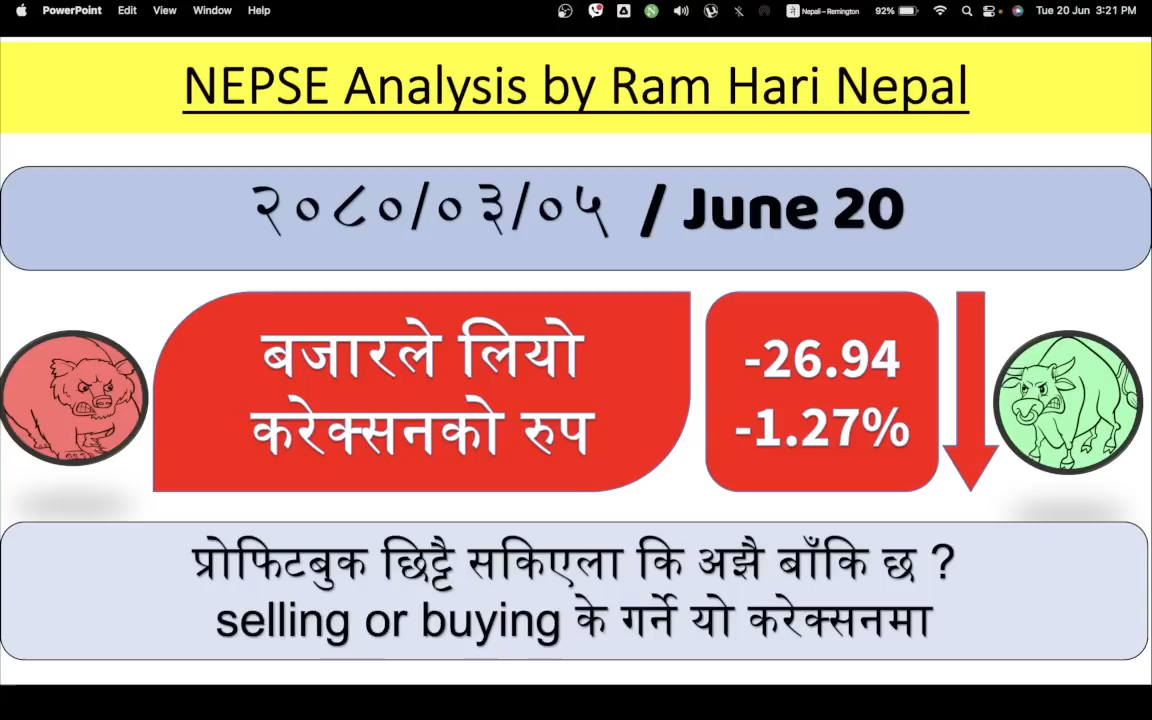 PowerPoint Edit View Window Help Nepali – Remington 92% Tue 20 Jun 3:21 PM
NEPSE Analysis by Ram Hari Nepal
२०८०/०३/०५ / June 20
बजारले लियो
करेक्सनको रुप
-26.94
-1.27%
प्रोफिटबुक छिट्टै सकिएला कि अझै बाँकि छ ?
selling or buying के गर्ने यो करेक्सनमा